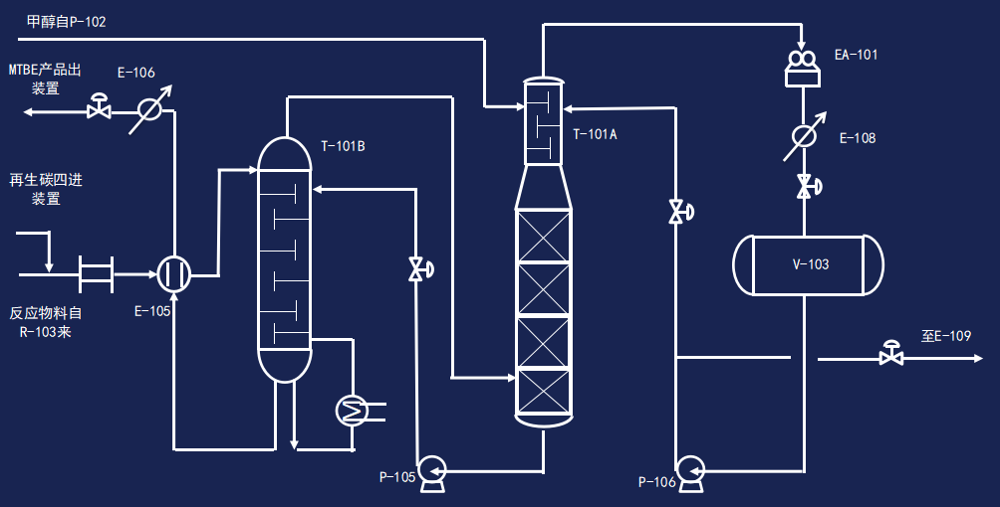 甲醇自P-102
MTBE产品出
装置
E-106
EA-101
T-101B
T-101A
E-108
再生碳四进
装置
V-103
E-105
反应物料自
R-103来
至E-109
P-105
P-106